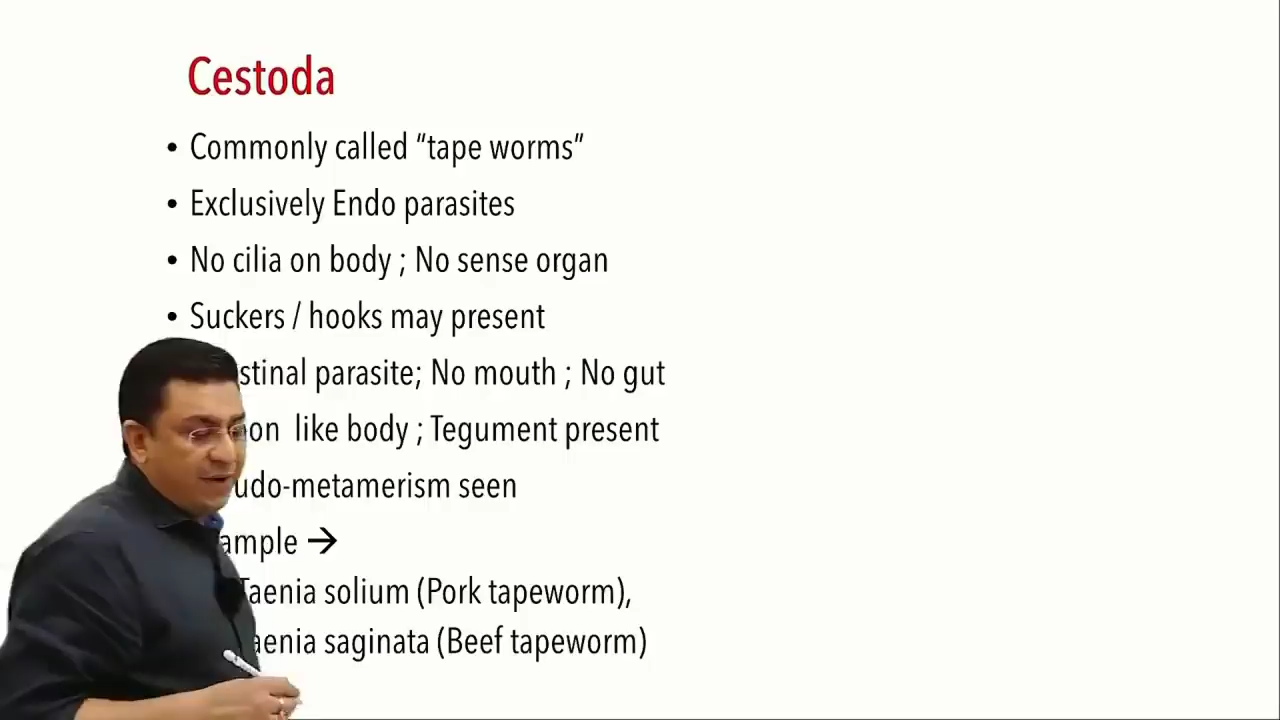 Cestoda
• Commonly called “tape worms”
• Exclusively Endo parasites
• No cilia on body ; No sense organ
• Suckers / hooks may present
stinal parasite; No mouth ; No gut
on like body ; Tegument present
udo-metamerism seen
ample →
Taenia solium (Pork tapeworm),
aenia saginata (Beef tapeworm)